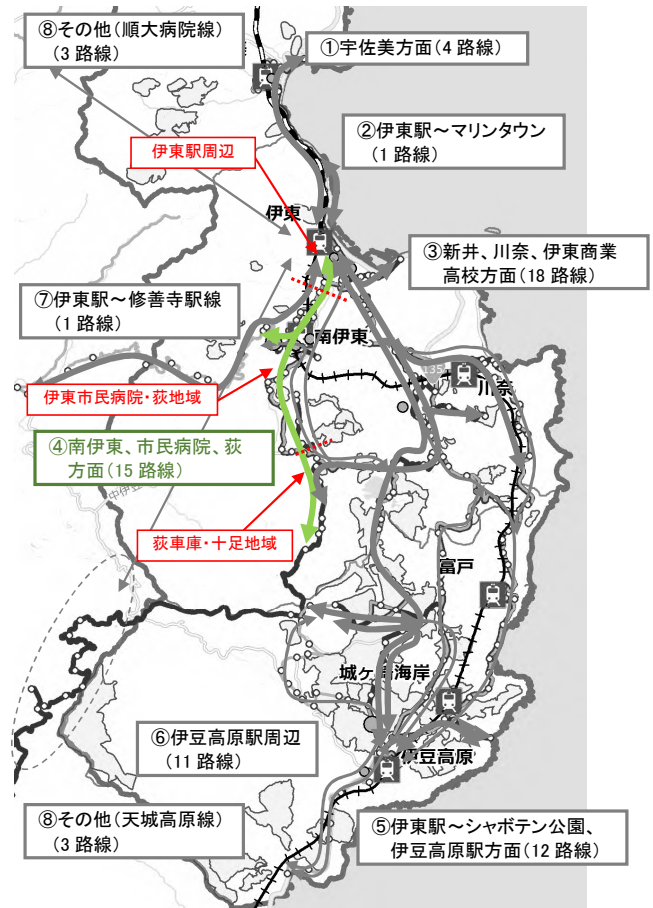 ⑧その他(順大病院線)
(3 路線)
①宇佐美方面(4 路線)
②伊東駅~マリンタウン
(1 路線)
伊東駅周辺
伊東
③新井、川奈、伊東商業
高校方面(18 路線)
⑦伊東駅~修善寺駅線
(1 路線)
南伊東
川奈
伊東市民病院・荻地域
④南伊東、市民病院、荻
方面(15 路線)
荻車庫・十足地域
富戸
城ヶ崎海岸
⑥伊豆高原駅周辺
(11 路線)
伊豆高原
⑧その他(天城高原線)
(3 路線)
⑤伊東駅~シャボテン公園、
伊豆高原駅方面(12 路線)